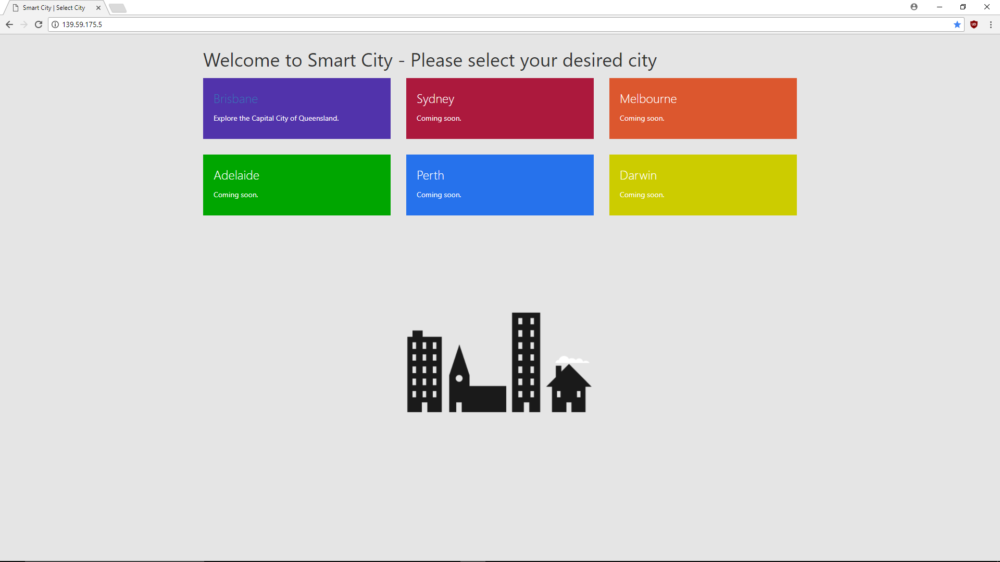 Smart City | Select City
139.59.175.5
Welcome to Smart City - Please select your desired city
Brisbane
Explore the Capital City of Queensland.
Sydney
Coming soon.
Melbourne
Coming soon.
Adelaide
Coming soon.
Perth
Coming soon.
Darwin
Coming soon.